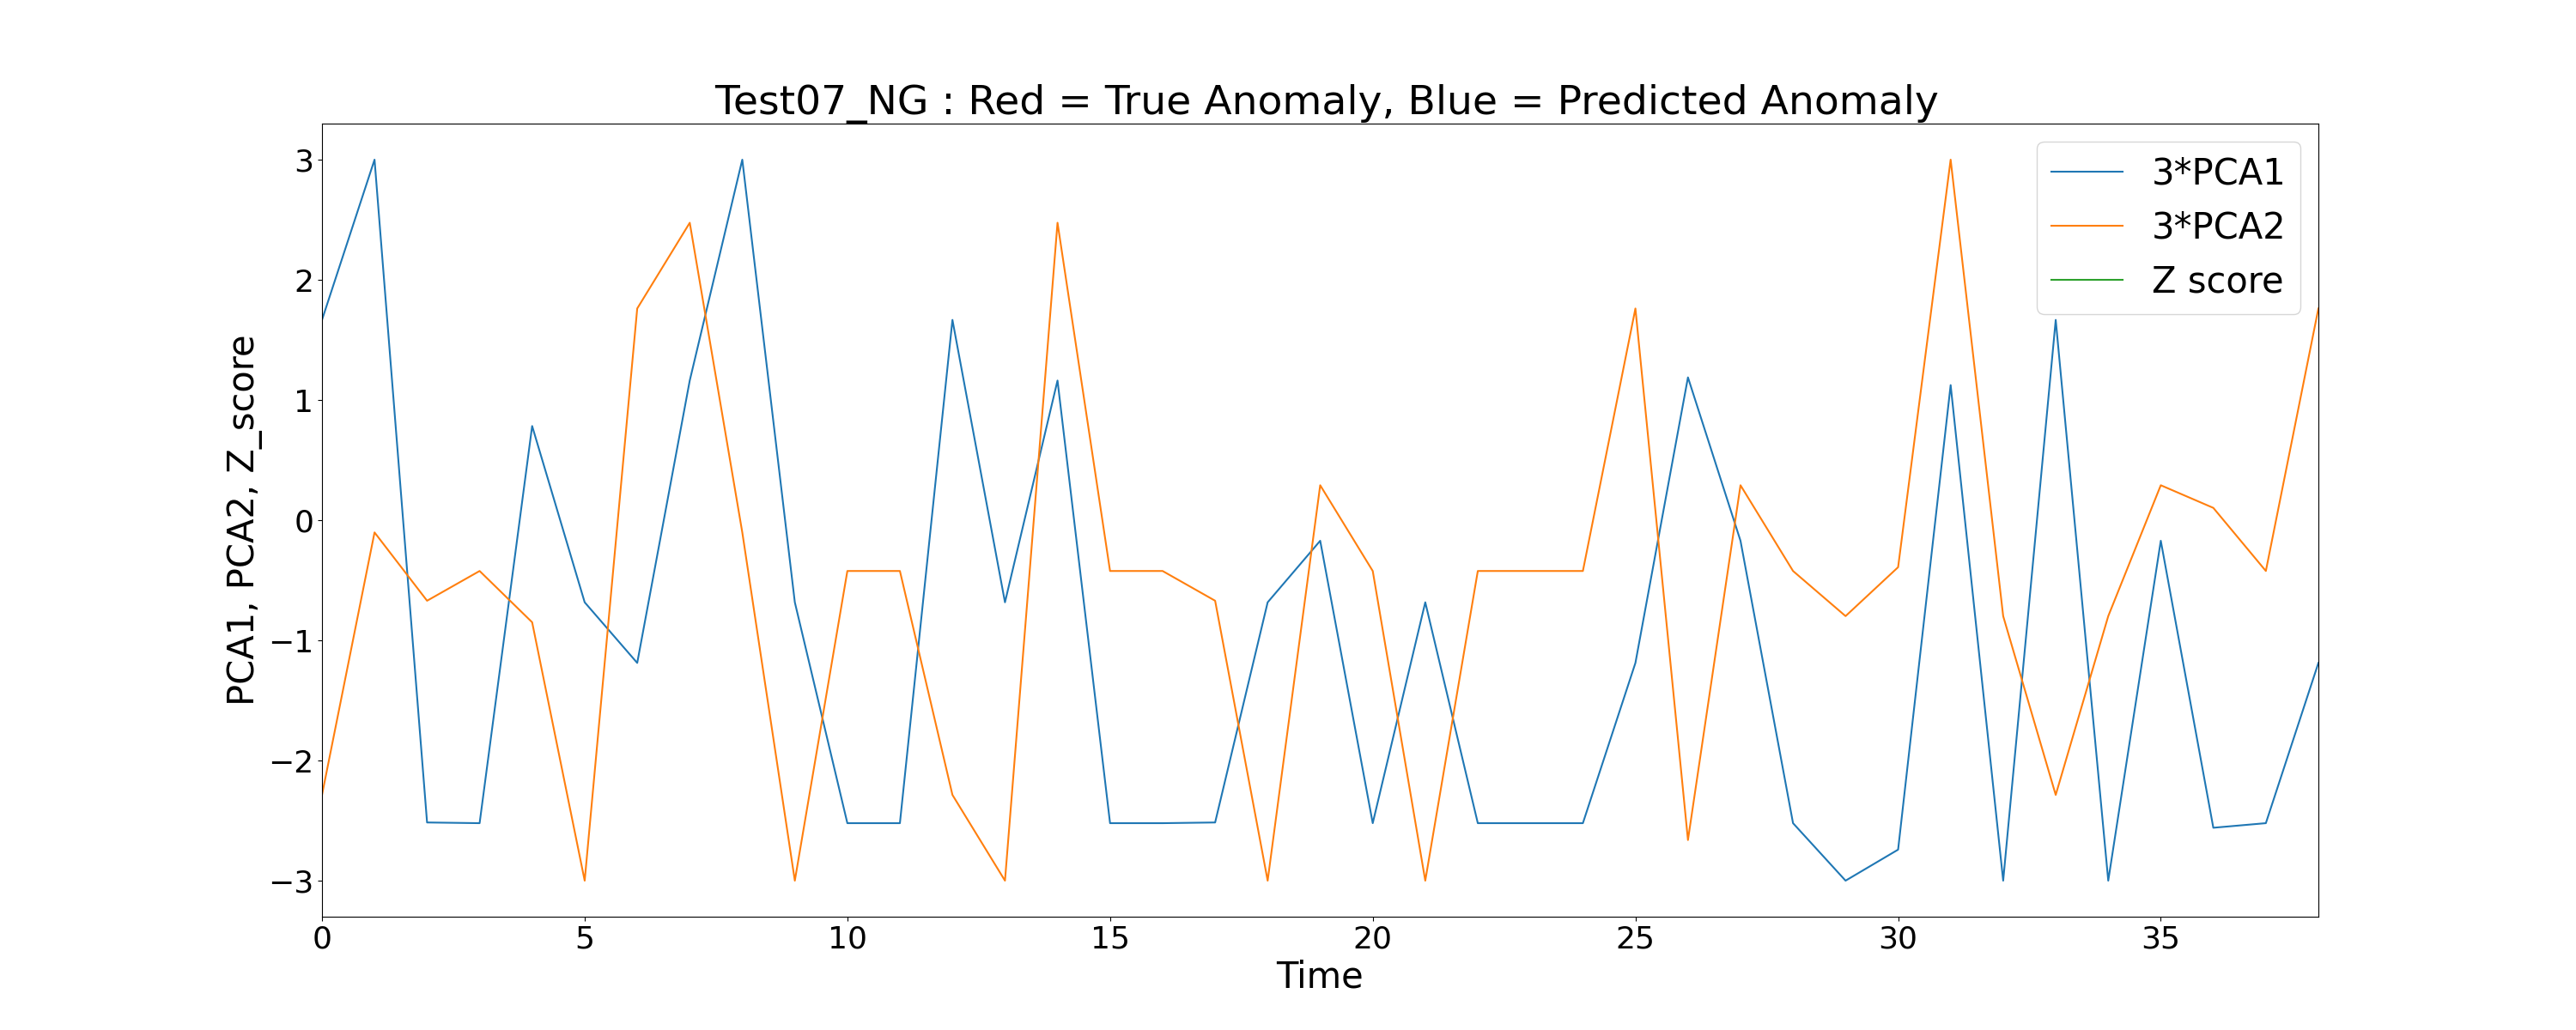 Test07_NG : Red = True Anomaly, Blue = Predicted Anomaly
3*PCA1
3*PCA2
Z score
PCA1, PCA2, Z_score
3
2
1
0
−1
−2
−3
0 5 10 15 20 25 30 35
Time